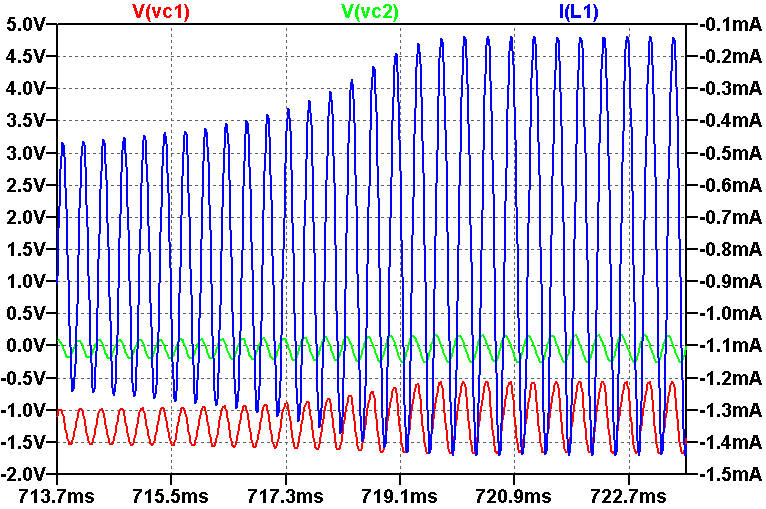 V(vc1) V(vc2) I(L1)
5.0V -0.1mA
4.5V -0.2mA
4.0V -0.3mA
3.5V -0.4mA
3.0V -0.5mA
2.5V -0.6mA
2.0V -0.7mA
1.5V -0.8mA
1.0V -0.9mA
0.5V -1.0mA
0.0V -1.1mA
-0.5V -1.2mA
-1.0V -1.3mA
-1.5V -1.4mA
-2.0V -1.5mA
713.7ms 715.5ms 717.3ms 719.1ms 720.9ms 722.7ms